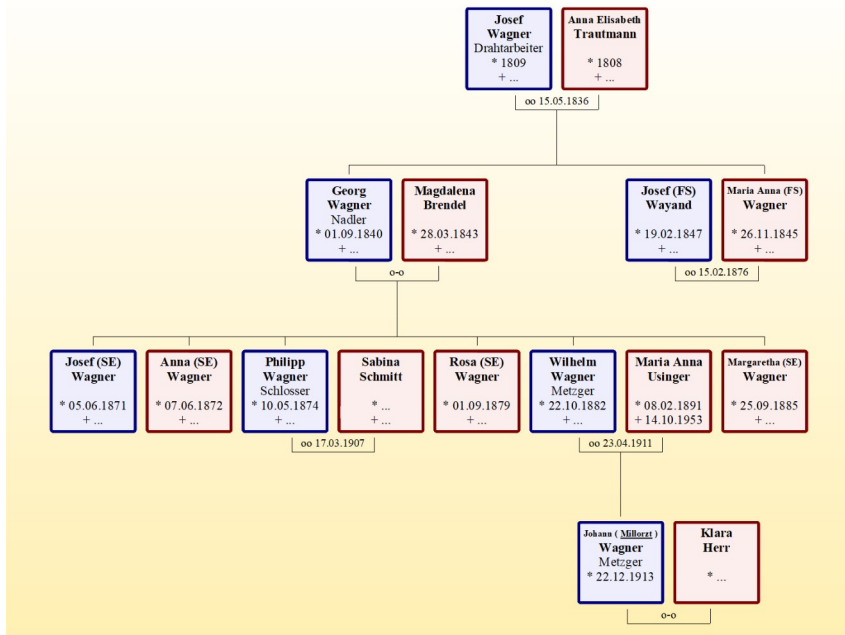 Josef
Wagner
Drahtarbeiter
* 1809
+ ...
Anna Elisabeth
Trautmann
* 1808
+ ...
oo 15.05.1836
Georg
Wagner
Nadler
* 01.09.1840
+ ...
Magdalena
Brendel
* 28.03.1843
+ ...
o-o
Josef (FS)
Wayand
* 19.02.1847
+ ...
Maria Anna (FS)
Wagner
* 26.11.1845
+ ...
oo 15.02.1876
Josef (SE)
Wagner
* 05.06.1871
+ ...
Anna (SE)
Wagner
* 07.06.1872
+ ...
Philipp
Wagner
Schlosser
* 10.05.1874
+ ...
Sabina
Schmitt
* ...
+ ...
oo 17.03.1907
Rosa (SE)
Wagner
* 01.09.1879
+ ...
Wilhelm
Wagner
Metzger
* 22.10.1882
+ ...
Maria Anna
Usinger
* 08.02.1891
+ 14.10.1953
oo 23.04.1911
Margaretha (SE)
Wagner
* 25.09.1885
+ ...
Johann ( Millorzt )
Wagner
Metzger
* 22.12.1913
Klara
Herr
* ...
o-o